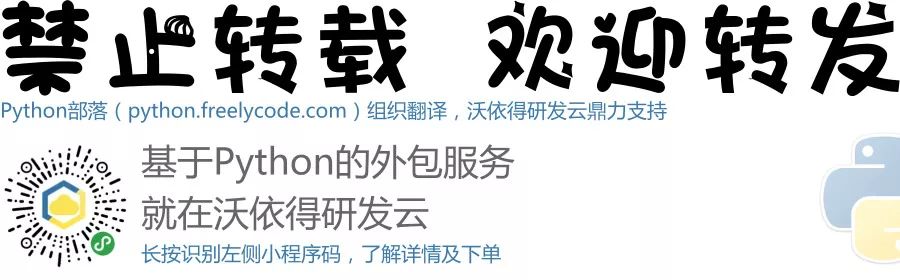 禁止转载 欢迎转发
Python部落（python.freelycode.com）组织翻译，沃依得研发云鼎力支持
基于Python的外包服务
就在沃依得研发云
长按识别左侧小程序码，了解详情及下单